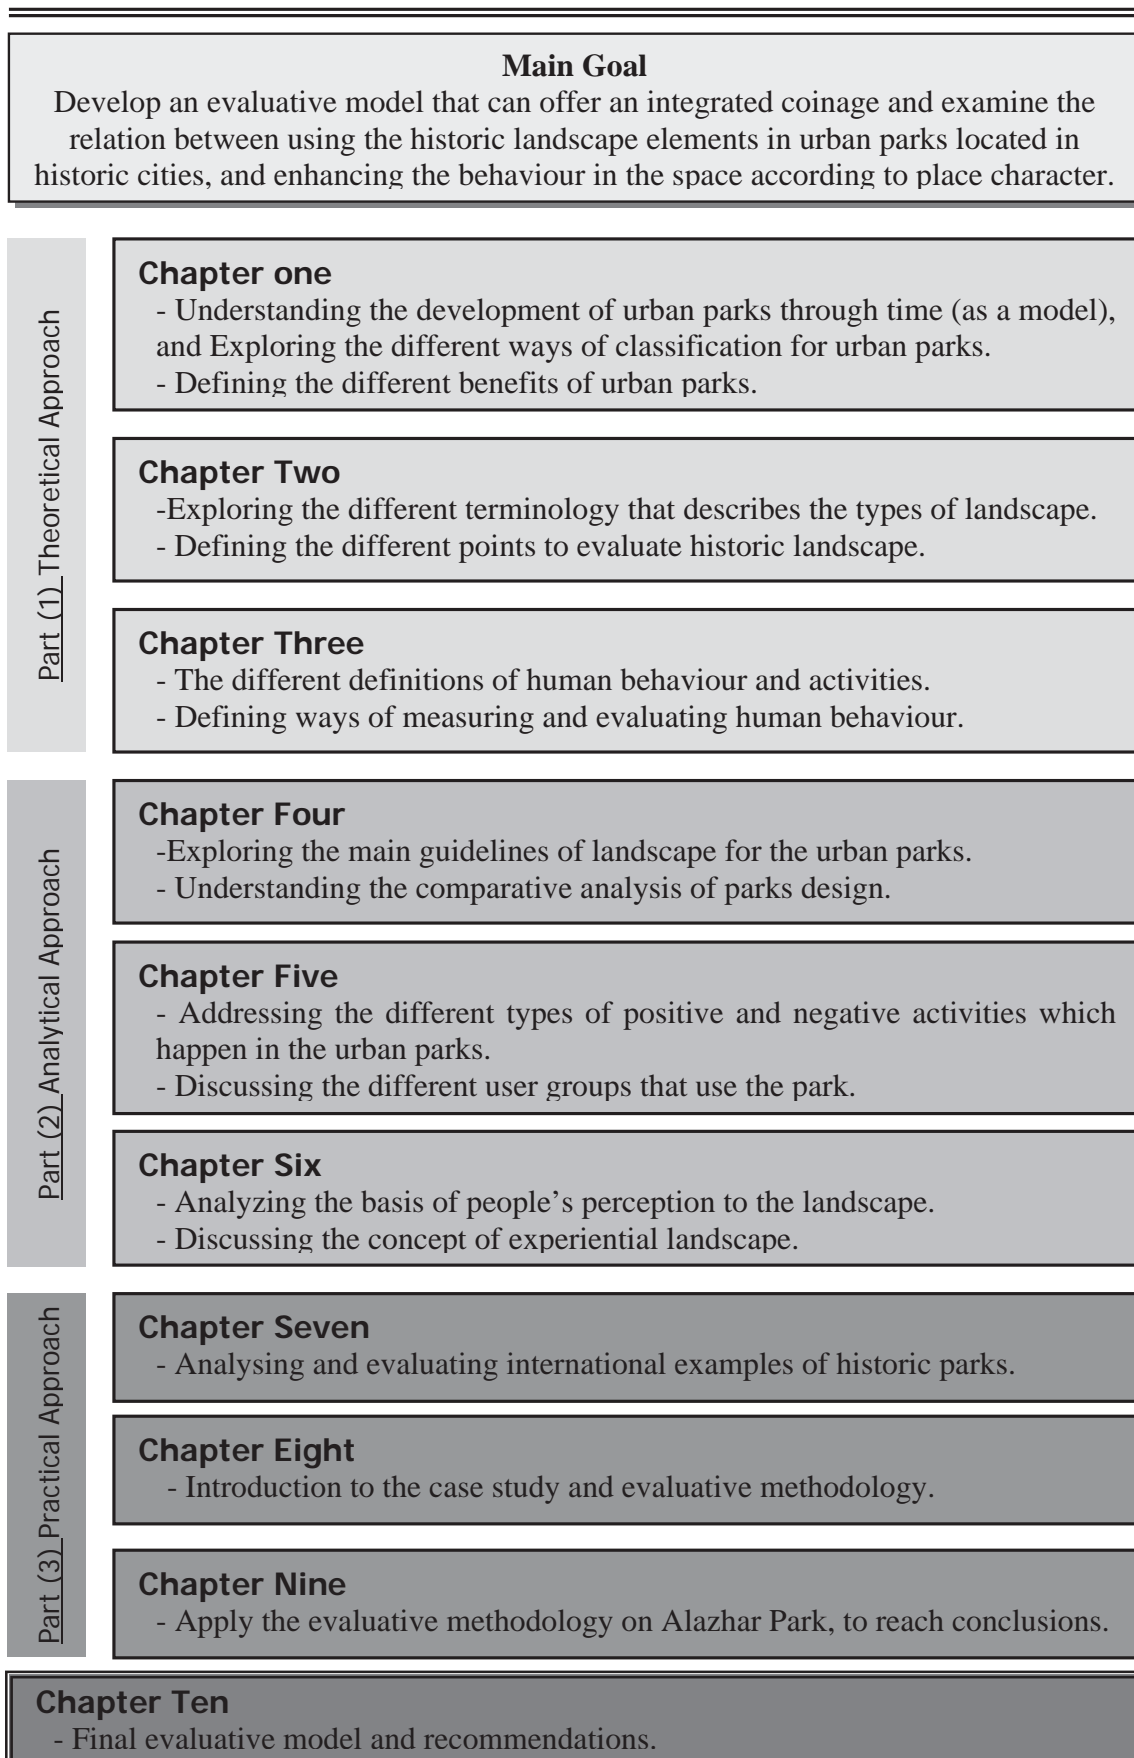 Main Goal
Develop an evaluative model that can offer an integrated coinage and examine the
relation between using the historic landscape elements in urban parks located in
historic cities, and enhancing the behaviour in the space according to place character.
Part (1) Theoretical Approach
Chapter one
- Understanding the development of urban parks through time (as a model),
and Exploring the different ways of classification for urban parks.
- Defining the different benefits of urban parks.
Chapter Two
-Exploring the different terminology that describes the types of landscape.
- Defining the different points to evaluate historic landscape.
Chapter Three
- The different definitions of human behaviour and activities.
- Defining ways of measuring and evaluating human behaviour.
Part (2) Analytical Approach
Chapter Four
-Exploring the main guidelines of landscape for the urban parks.
- Understanding the comparative analysis of parks design.
Chapter Five
- Addressing the different types of positive and negative activities which
happen in the urban parks.
- Discussing the different user groups that use the park.
Chapter Six
- Analyzing the basis of people’s perception to the landscape.
- Discussing the concept of experiential landscape.
Part (3) Practical Approach
Chapter Seven
- Analysing and evaluating international examples of historic parks.
Chapter Eight
- Introduction to the case study and evaluative methodology.
Chapter Nine
- Apply the evaluative methodology on Alazhar Park, to reach conclusions.
Chapter Ten
- Final evaluative model and recommendations.